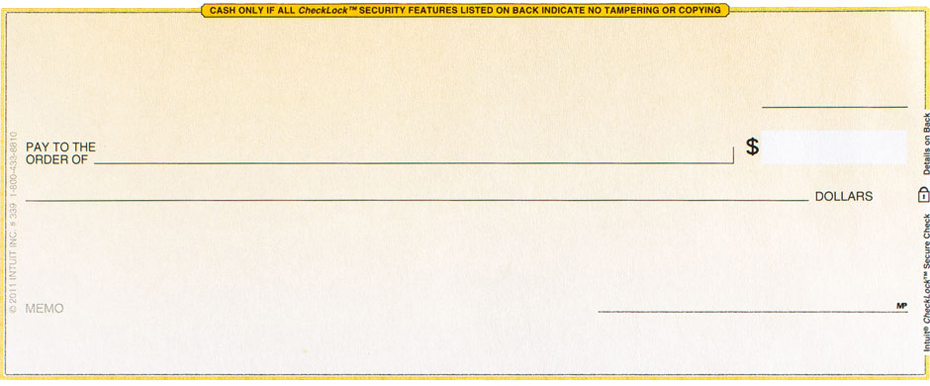 CASH ONLY IF ALL CheckLock™ SECURITY FEATURES LISTED ON BACK INDICATE NO TAMPERING OR COPYING
PAY TO THE
ORDER OF
$
DOLLARS
MEMO
MP
© 2011 INTUIT INC. # 339 1-800-433-8810
Intuit® CheckLock™ Secure Check
Details on Back